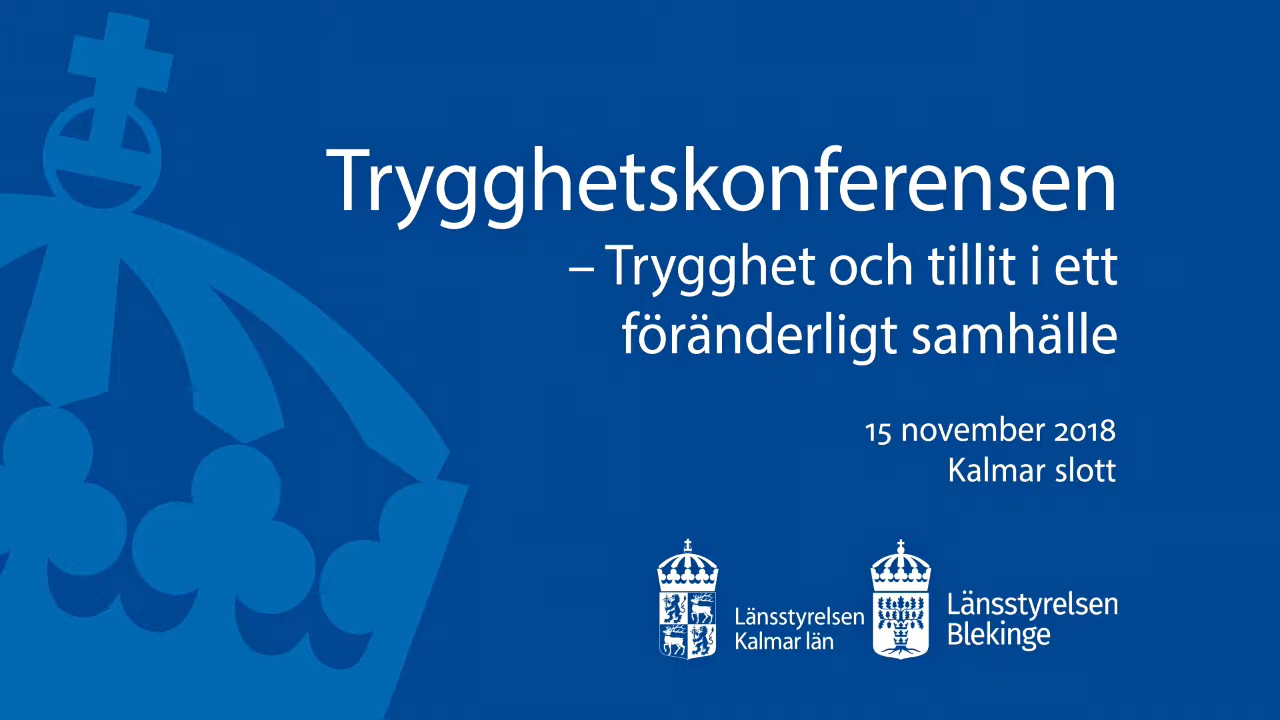 Trygghetskonferensen
– Trygghet och tillit i ett
föränderligt samhälle
15 november 2018
Kalmar slott
Länsstyrelsen
Kalmar län
Länsstyrelsen
Blekinge